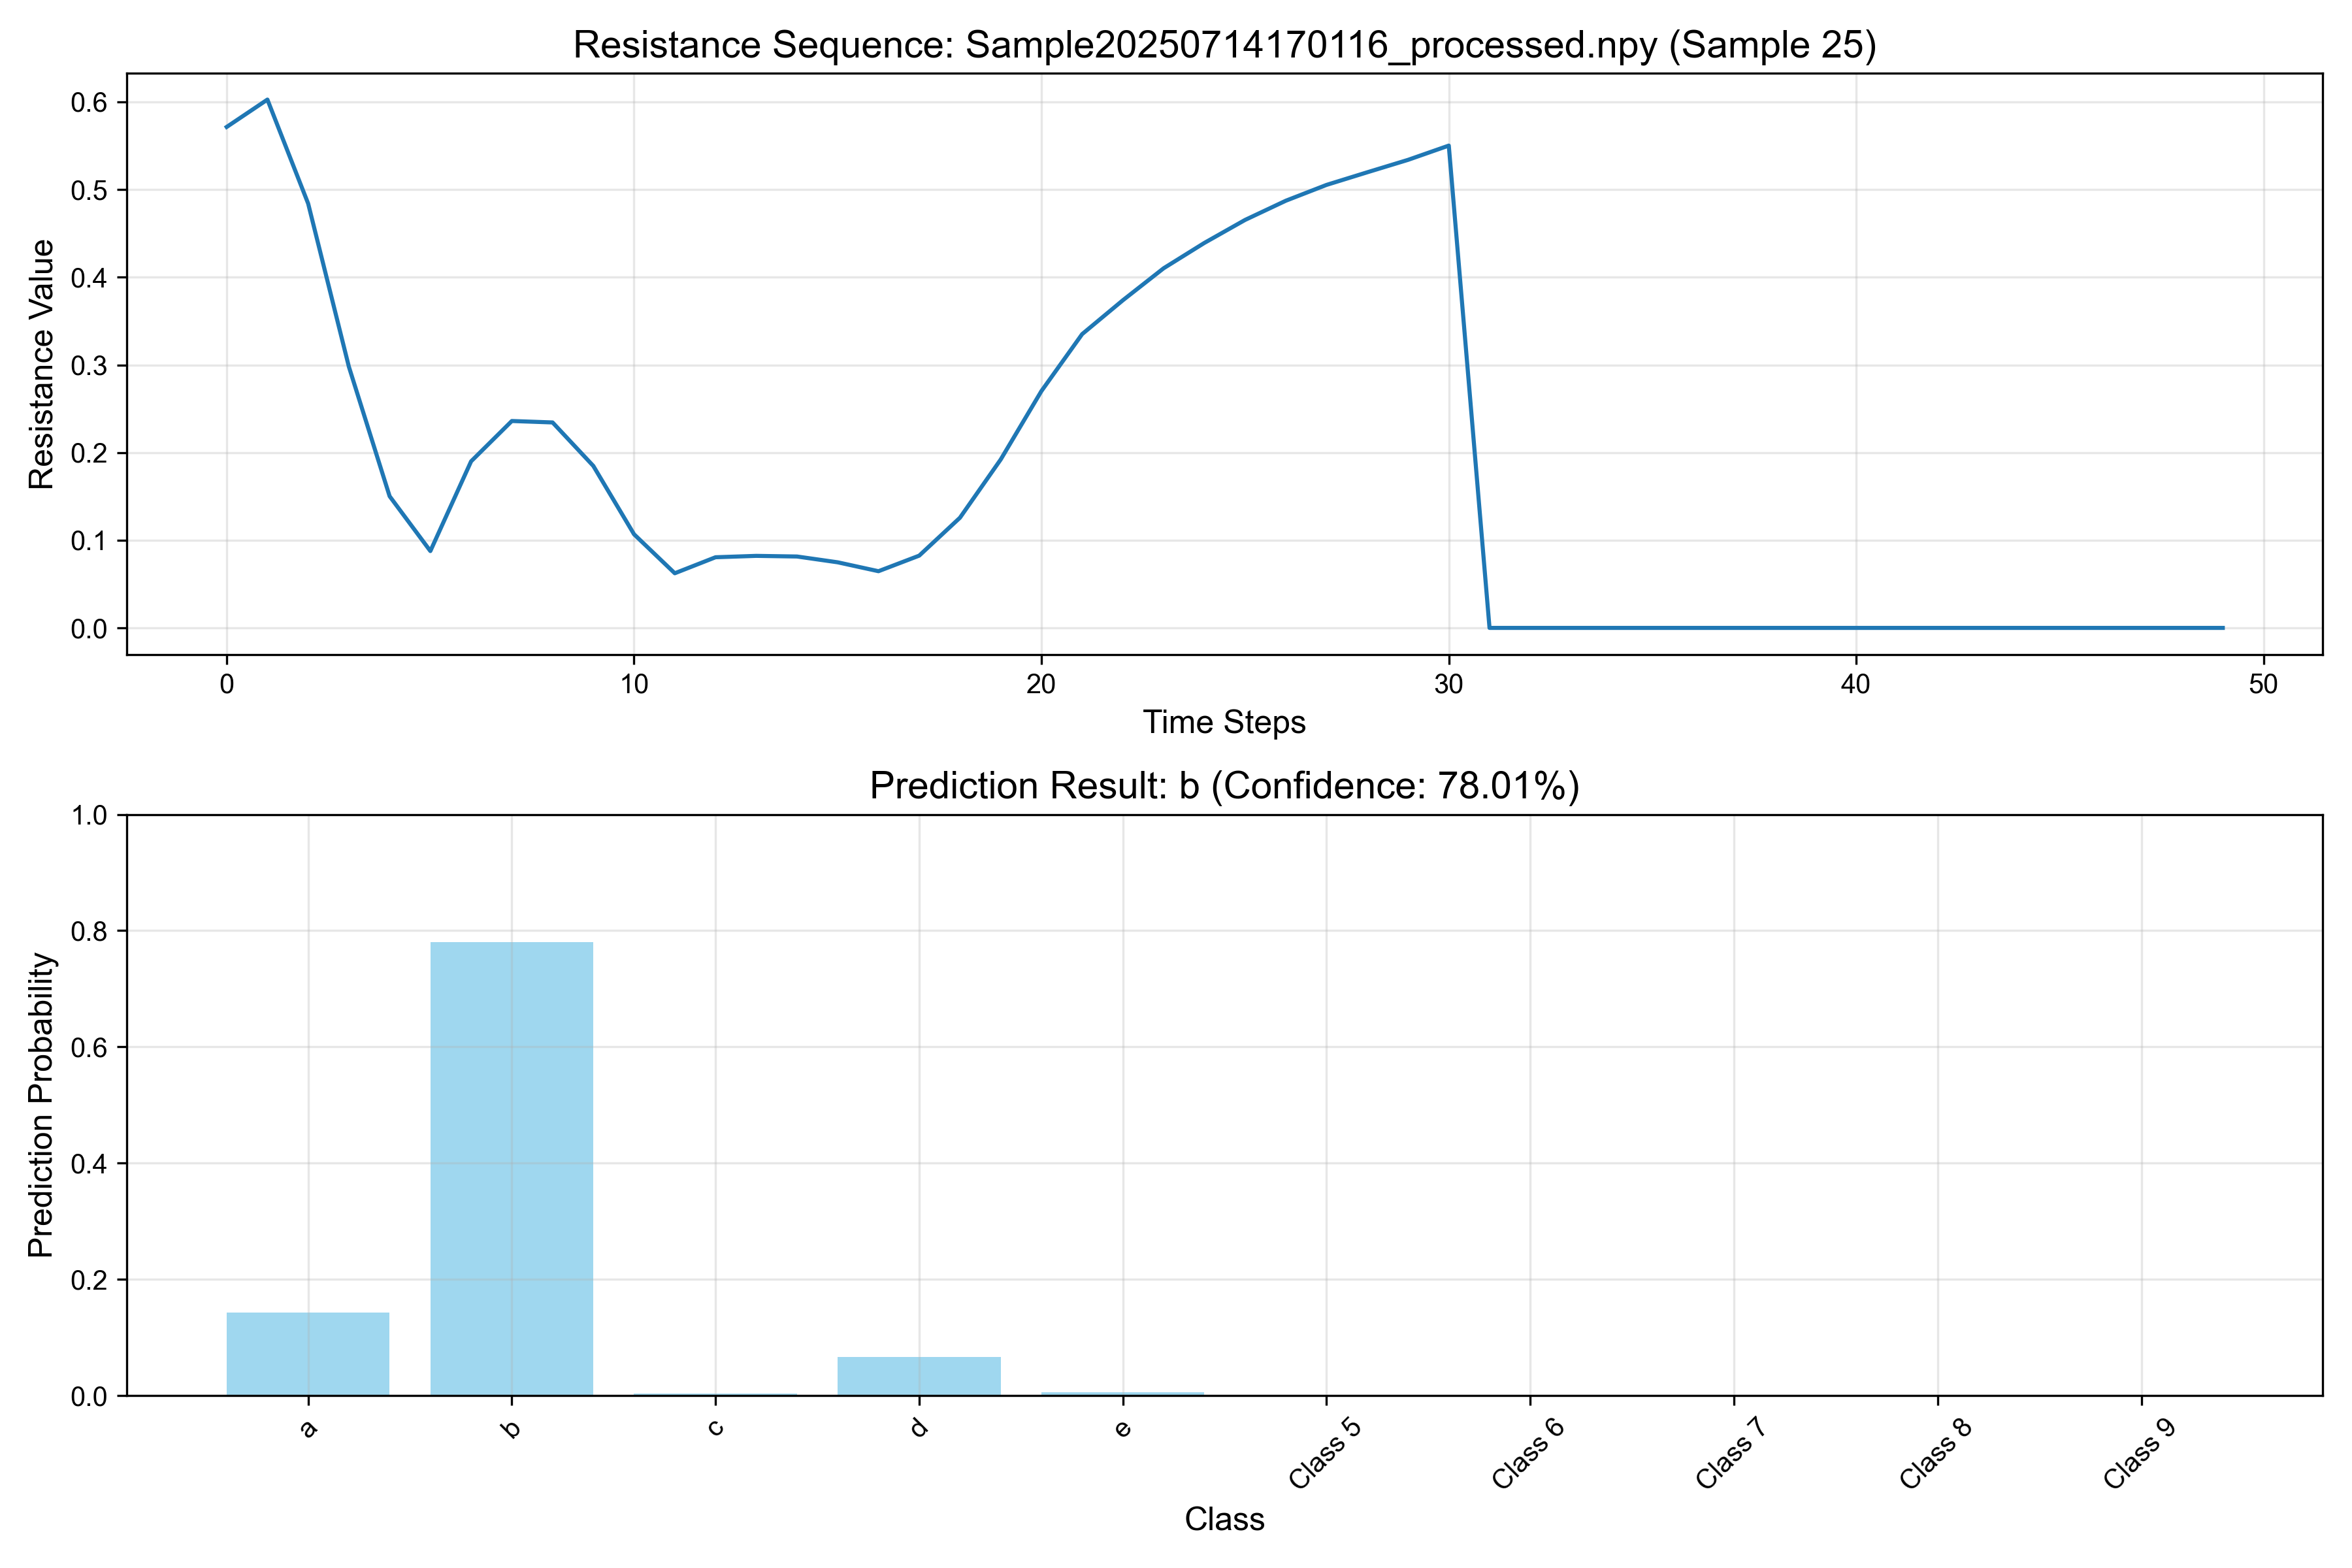 Resistance Sequence: Sample20250714170116_processed.npy (Sample 25)
Resistance Value
0.6
0.5
0.4
0.3
0.2
0.1
0.0
0 10 20 30 40 50
Time Steps
Prediction Result: b (Confidence: 78.01%)
Prediction Probability
1.0
0.8
0.6
0.4
0.2
0.0
a b c d e Class 5 Class 6 Class 7 Class 8 Class 9
Class